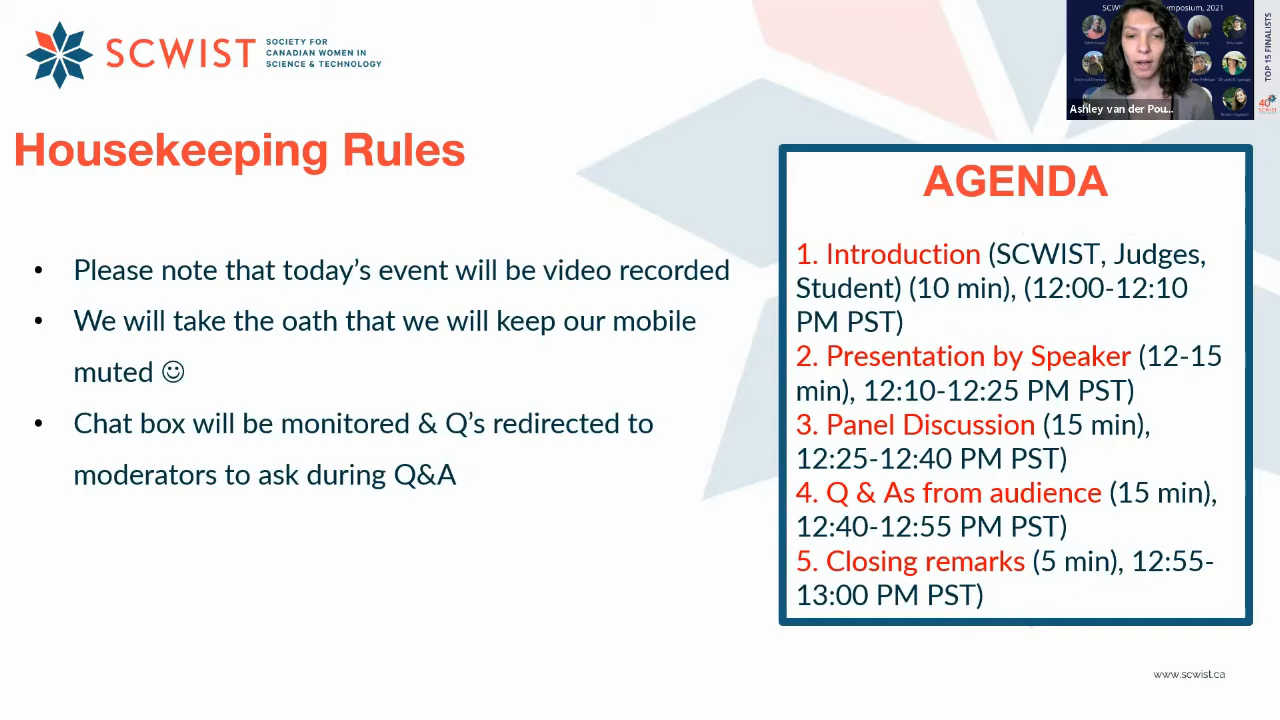 SCWIST
SOCIETY FOR
CANADIAN WOMEN IN
SCIENCE & TECHNOLOGY
Housekeeping Rules
• Please note that today's event will be video recorded
• We will take the oath that we will keep our mobile
muted ☺
• Chat box will be monitored & Q's redirected to
moderators to ask during Q&A
SCW
ymposium, 2021
Ashley van der Pou...
TOP 15 FINALISTS
40
AGENDA
1. Introduction (SCWIST, Judges,
Student) (10 min), (12:00-12:10
PM PST)
2. Presentation by Speaker (12-15
min), 12:10-12:25 PM PST)
3. Panel Discussion (15 min),
12:25-12:40 PM PST)
4. Q & As from audience (15 min),
12:40-12:55 PM PST)
5. Closing remarks (5 min), 12:55-
13:00 PM PST)
www.scwist.ca